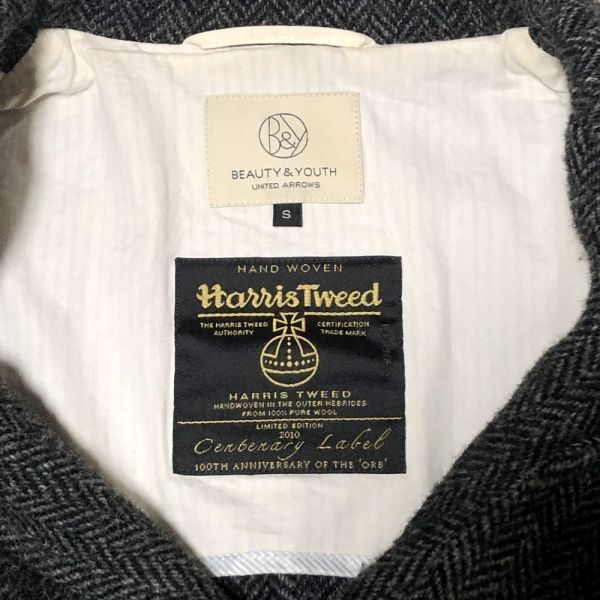 B&Y
BEAUTY & YOUTH
UNITED ARROWS
S
HAND WOVEN
Harris Tweed
THE HARRIS TWEED AUTHORITY
CERTIFICATION TRADE MARK
HARRIS TWEED
HANDWOVEN IN THE OUTER HEBRIDES
FROM 100% PURE WOOL
LIMITED EDITION
2010
Centenary Label
100TH ANNIVERSARY OF THE 'ORB'